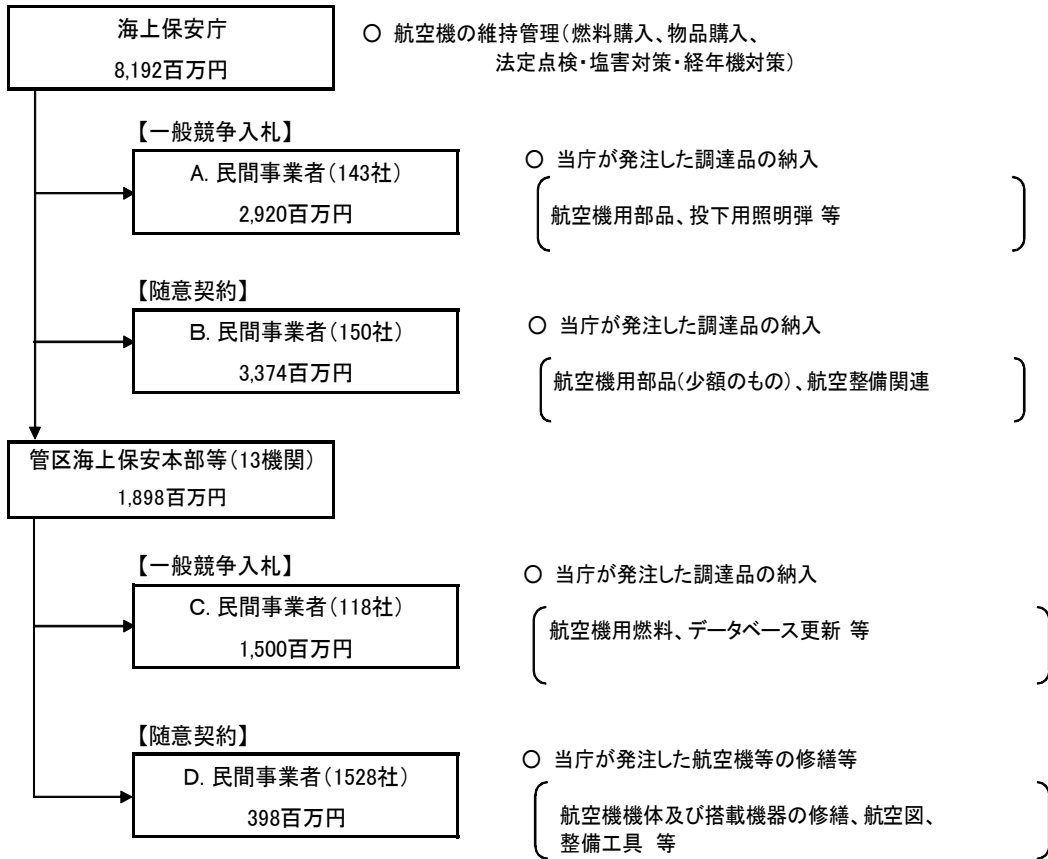 海上保安庁
8,192百万円
○ 航空機の維持管理(燃料購入、物品購入、
法定点検・塩害対策・経年機対策)
【一般競争入札】
A. 民間事業者(143社)
2,920百万円
○ 当庁が発注した調達品の納入
航空機用部品、投下用照明弾 等
【随意契約】
B. 民間事業者(150社)
3,374百万円
○ 当庁が発注した調達品の納入
航空機用部品(少額のもの)、航空整備関連
管区海上保安本部等(13機関)
1,898百万円
【一般競争入札】
C. 民間事業者(118社)
1,500百万円
○ 当庁が発注した調達品の納入
航空機用燃料、データベース更新 等
【随意契約】
D. 民間事業者(1528社)
398百万円
○ 当庁が発注した航空機等の修繕等
航空機機体及び搭載機器の修繕、航空図、
整備工具 等